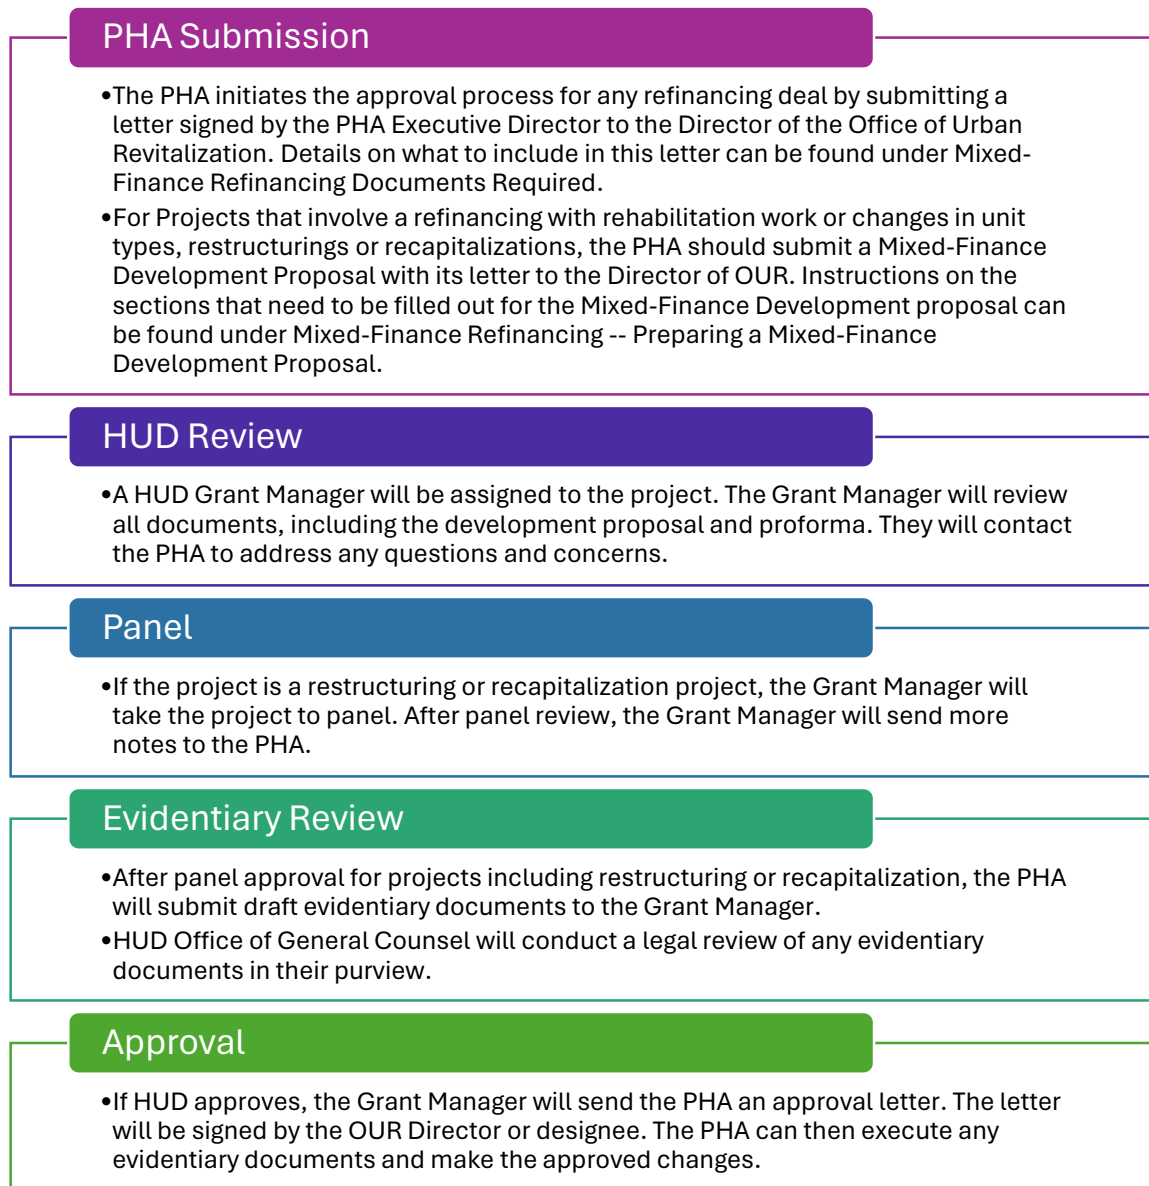 PHA Submission
•The PHA initiates the approval process for any refinancing deal by submitting a
letter signed by the PHA Executive Director to the Director of the Office of Urban
Revitalization. Details on what to include in this letter can be found under Mixed-
Finance Refinancing Documents Required.
•For Projects that involve a refinancing with rehabilitation work or changes in unit
types, restructurings or recapitalizations, the PHA should submit a Mixed-Finance
Development Proposal with its letter to the Director of OUR. Instructions on the
sections that need to be filled out for the Mixed-Finance Development proposal can
be found under Mixed-Finance Refinancing -- Preparing a Mixed-Finance
Development Proposal.
HUD Review
•A HUD Grant Manager will be assigned to the project. The Grant Manager will review
all documents, including the development proposal and proforma. They will contact
the PHA to address any questions and concerns.
Panel
•If the project is a restructuring or recapitalization project, the Grant Manager will
take the project to panel. After panel review, the Grant Manager will send more
notes to the PHA.
Evidentiary Review
•After panel approval for projects including restructuring or recapitalization, the PHA
will submit draft evidentiary documents to the Grant Manager.
•HUD Office of General Counsel will conduct a legal review of any evidentiary
documents in their purview.
Approval
•If HUD approves, the Grant Manager will send the PHA an approval letter. The letter
will be signed by the OUR Director or designee. The PHA can then execute any
evidentiary documents and make the approved changes.